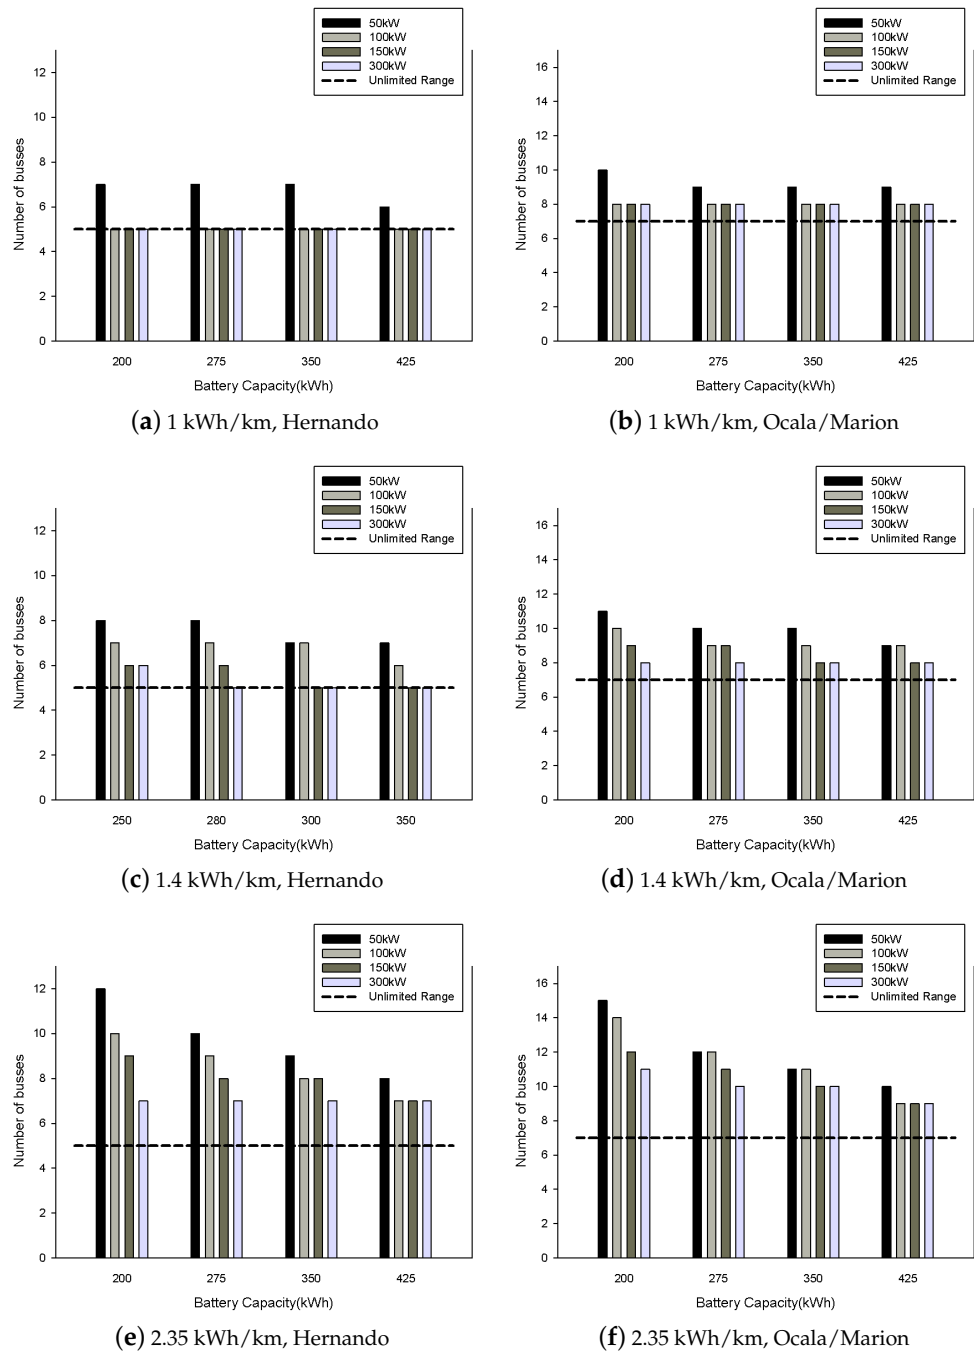 50kW
100kW
150kW
300kW
Unlimited Range
Number of busses
12
10
8
6
4
2
0
200 275 350 425
Battery Capacity(kWh)
(a) 1 kWh/km, Hernando
50kW
100kW
150kW
300kW
Unlimited Range
Number of busses
16
14
12
10
8
6
4
2
0
200 275 350 425
Battery Capacity(kWh)
(b) 1 kWh/km, Ocala/Marion
50kW
100kW
150kW
300kW
Unlimited Range
Number of busses
12
10
8
6
4
2
0
250 280 300 350
Battery Capacity(kWh)
(c) 1.4 kWh/km, Hernando
50kW
100kW
150kW
300kW
Unlimited Range
Number of busses
16
14
12
10
8
6
4
2
0
200 275 350 425
Battery Capacity(kWh)
(d) 1.4 kWh/km, Ocala/Marion
50kW
100kW
150kW
300kW
Unlimited Range
Number of busses
12
10
8
6
4
2
0
200 275 350 425
Battery Capacity(kWh)
(e) 2.35 kWh/km, Hernando
50kW
100kW
150kW
300kW
Unlimited Range
Number of busses
16
14
12
10
8
6
4
2
0
200 275 350 425
Battery Capacity(kWh)
(f) 2.35 kWh/km, Ocala/Marion